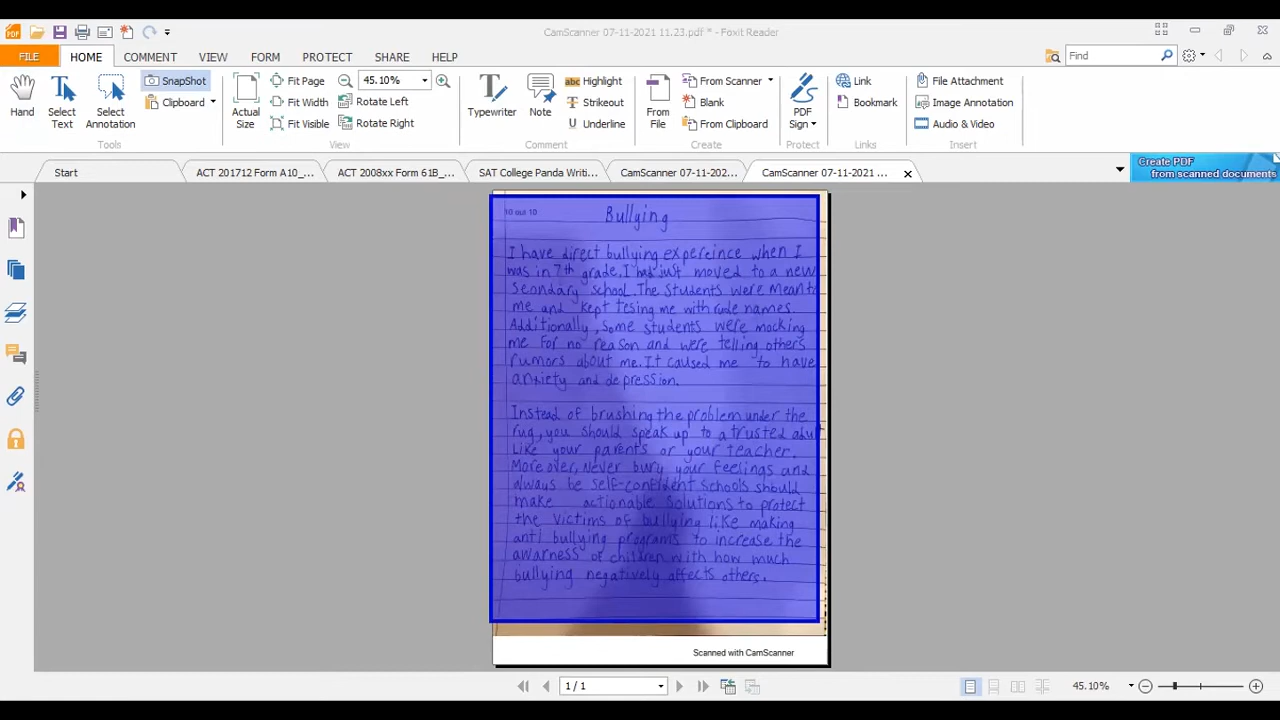 CamScanner 07-11-2021 11.23.pdf * - Foxit Reader
FILE HOME COMMENT VIEW FORM PROTECT SHARE HELP
Find
Hand
Select Text
Select Annotation
SnapShot
Clipboard
Tools
Actual Size
Fit Page
Fit Width
Fit Visible
45.10%
Rotate Left
Rotate Right
View
Typewriter
Note
Highlight
Strikeout
Underline
Comment
From File
From Scanner
Blank
From Clipboard
Create
PDF Sign
Protect
Link
Bookmark
Links
File Attachment
Image Annotation
Audio & Video
Insert
Start
ACT 201712 Form A10_...
ACT 2008xx Form 61B_...
SAT College Panda Writi...
CamScanner 07-11-202...
CamScanner 07-11-2021 ...
Create PDF
from scanned documents
10 out 10
Bullying
I have direct bullying expereince when I
was in 7th grade. I had just moved to a new
seondary school. The students were mean to
me and kept tesing me with rude names.
Additionally, some students were mocking
me for no reason and were telling others
rumors about me. It caused me to have
anxiety and depression.
Instead of brushing the problem under the
rug, you should speak up to a trusted
like your parents or your teacher.
More over, never bury your feelings and
always be self-confident schools should
make actionable solutions to protect
the victims of bullying like making
anti bullying programs to increase the
awarness of children with how much
bullying negatively affects others.
Scanned with CamScanner
1 / 1
45.10%